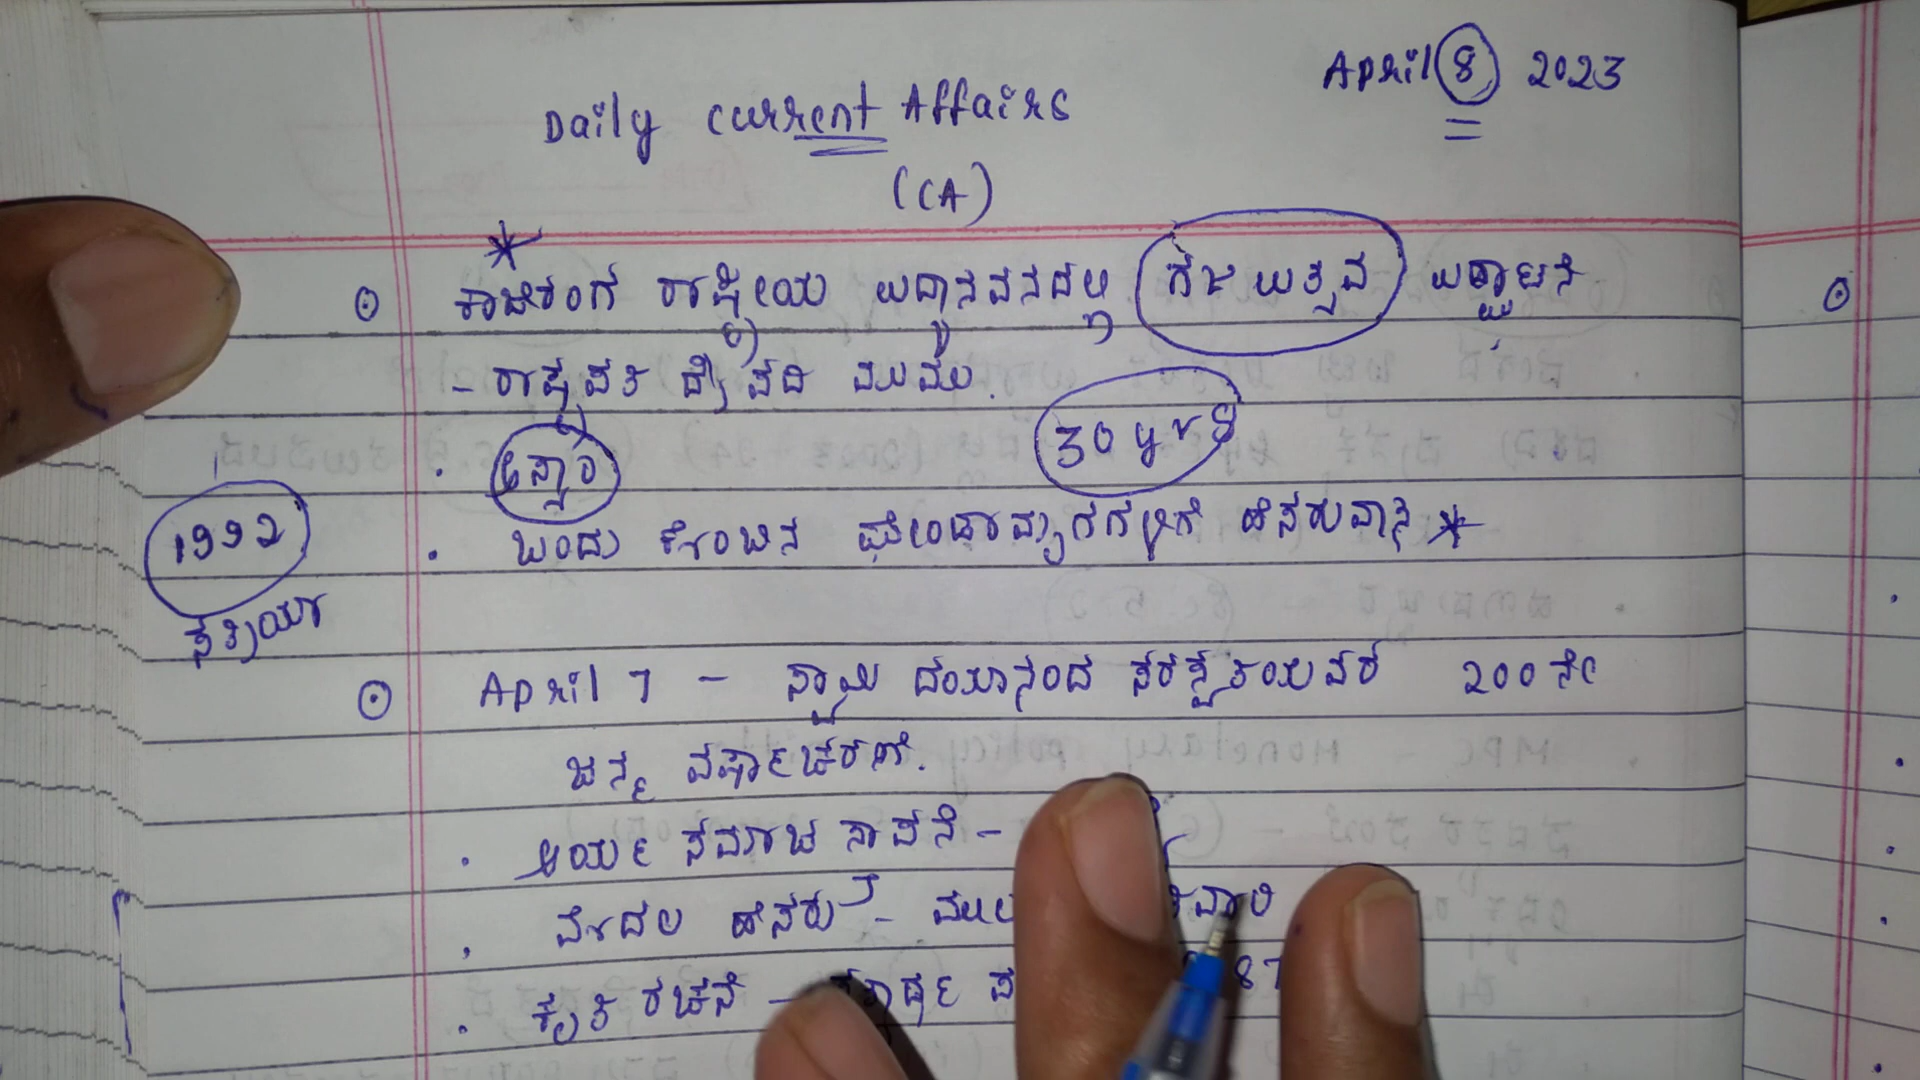 April 8 2023
Daily Current Affairs
(CA)
ಕಾಜಿರಂಗ ರಾಷ್ಟ್ರೀಯ ಉದ್ಯಾನವನದಲ್ಲಿ ಗಜ ಉತ್ಸವ ಉದ್ಘಾಟನೆ
- ರಾಷ್ಟ್ರಪತಿ ದ್ರೌಪದಿ ಮುರ್ಮು.
• ಅಸ್ಸಾಂ 30 yrs
1992
• ಒಂದು ಕೊಂಬಿನ ಘೇಂಡಾಮೃಗಗಳಿಗೆ ಹೆಸರುವಾಸಿ *
April 7 - ಸ್ವಾಮಿ ದಯಾನಂದ ಸರಸ್ವತಿಯವರ 200ನೇ
ಜನ್ಮ ವರ್ಷಾಚರಣೆ.
• ಆರ್ಯ ಸಮಾಜ ಸ್ಥಾಪನೆ -
• ಮೊದಲ ಹೆಸರು - ಮೂಲ
• ಕೃತಿ ರಚನೆ - ಸತ್ಯಾರ್ಥ ಪ